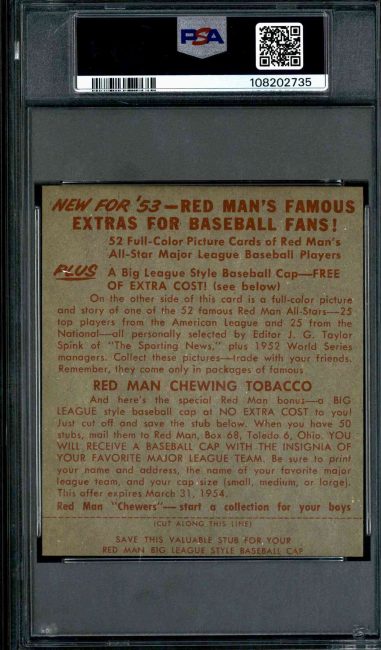 PSA
108202735
NEW FOR '53—RED MAN'S FAMOUS
EXTRAS FOR BASEBALL FANS!
52 Full-Color Picture Cards of Red Man's
All-Star Major League Baseball Players
PLUS A Big League Style Baseball Cap—FREE
OF EXTRA COST! (see below)
On the other side of this card is a full-color picture
and story of one of the 52 famous Red Man All-Stars—25
top players from the American League and 25 from the
National—all personally selected by Editor J. G. Taylor
Spink of "The Sporting News," plus 1952 World Series
managers. Collect these pictures—trade with your friends.
Remember, they come only in packages of famous
RED MAN CHEWING TOBACCO
And here's the special Red Man bonus—a BIG
LEAGUE style baseball cap at NO EXTRA COST to you!
Just cut off and save the stub below. When you have 50
stubs, mail them to Red Man, Box 68, Toledo 6, Ohio. YOU
WILL RECEIVE A BASEBALL CAP WITH THE INSIGNIA OF
YOUR FAVORITE MAJOR LEAGUE TEAM. Be sure to print
your name and address, the name of your favorite major
league team, and your cap size (small, medium, or large).
This offer expires March 31, 1954.
Red Man "Chewers"—start a collection for your boys
(CUT ALONG THIS LINE)
SAVE THIS VALUABLE STUB FOR YOUR
RED MAN BIG LEAGUE STYLE BASEBALL CAP